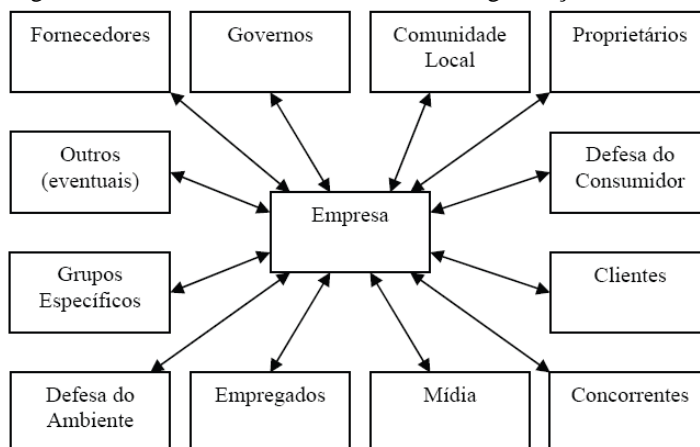 Fornecedores
Governos
Comunidade
Local
Proprietários
Outros
(eventuais)
Defesa do
Consumidor
Empresa
Grupos
Específicos
Clientes
Defesa do
Ambiente
Empregados
Mídia
Concorrentes